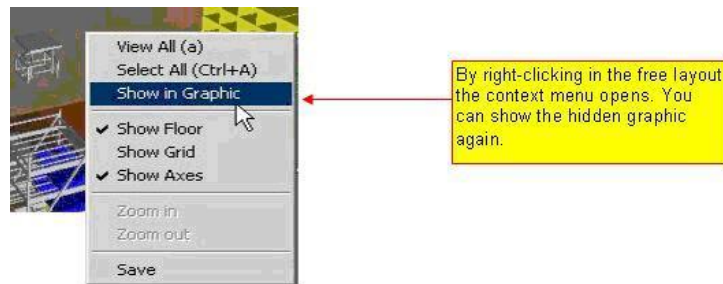 View All (a)
Select All (Ctrl+A)
Show in Graphic
Show Floor
Show Grid
Show Axes
Zoom in
Zoom out
Save
By right-clicking in the free layout
the context menu opens. You
can show the hidden graphic
again.